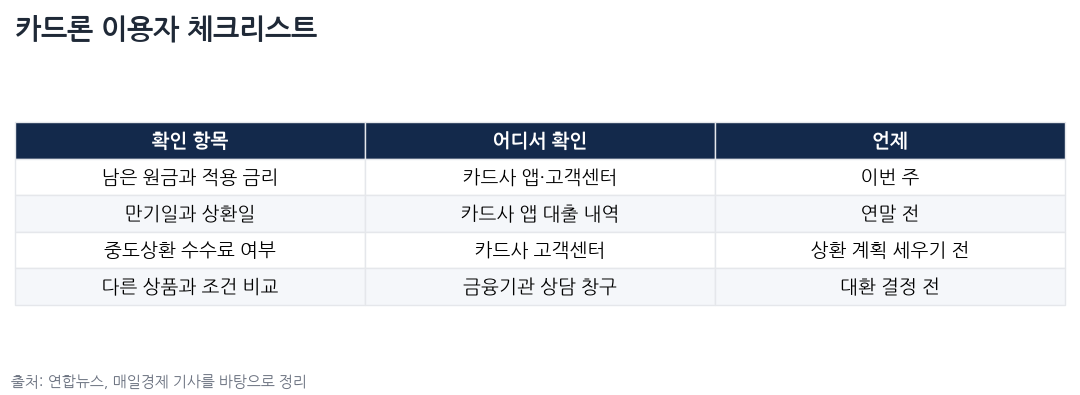 카드론 이용자 체크리스트
확인 항목 어디서 확인 언제
남은 원금과 적용 금리 카드사 앱·고객센터 이번 주
만기일과 상환일 카드사 앱 대출 내역 연말 전
중도상환 수수료 여부 카드사 고객센터 상환 계획 세우기 전
다른 상품과 조건 비교 금융기관 상담 창구 대환 결정 전
출처: 연합뉴스, 매일경제 기사를 바탕으로 정리